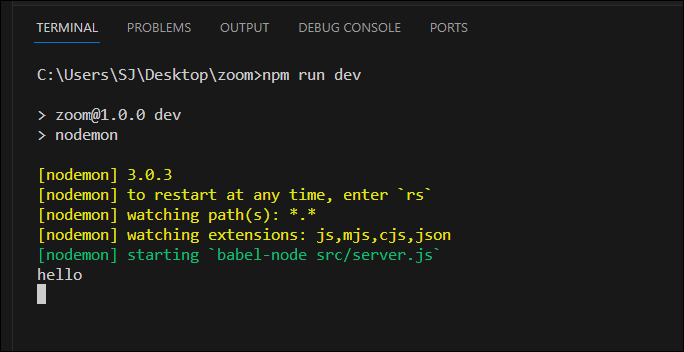 TERMINAL PROBLEMS OUTPUT DEBUG CONSOLE PORTS
C:\Users\SJ\Desktop\zoom>npm run dev
> zoom@1.0.0 dev
> nodemon
[nodemon] 3.0.3
[nodemon] to restart at any time, enter `rs`
[nodemon] watching path(s): *.*
[nodemon] watching extensions: js,mjs,cjs,json
[nodemon] starting `babel-node src/server.js`
hello